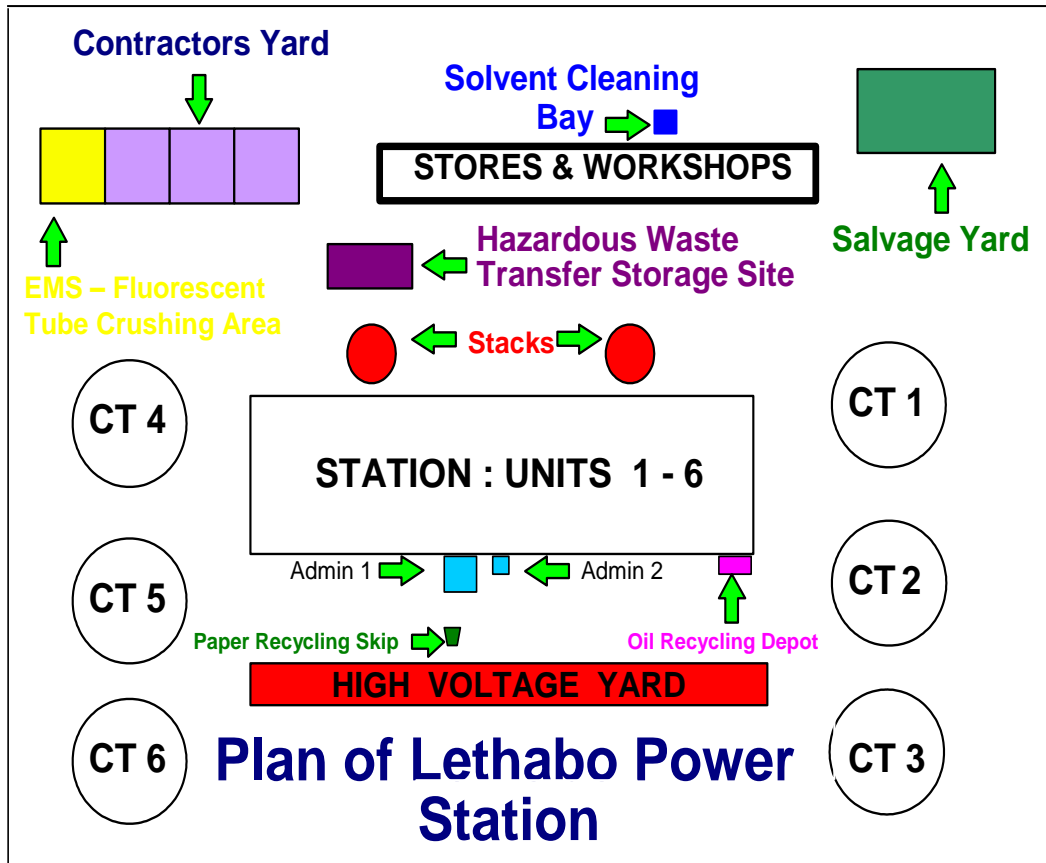 Contractors Yard
Solvent Cleaning
Bay
STORES & WORKSHOPS
Salvage Yard
Hazardous Waste
Transfer Storage Site
EMS – Fluorescent
Tube Crushing Area
Stacks
CT 4
CT 1
STATION : UNITS 1 - 6
Admin 1
Admin 2
CT 5
CT 2
Paper Recycling Skip
Oil Recycling Depot
HIGH VOLTAGE YARD
CT 6
CT 3
Plan of Lethabo Power
Station